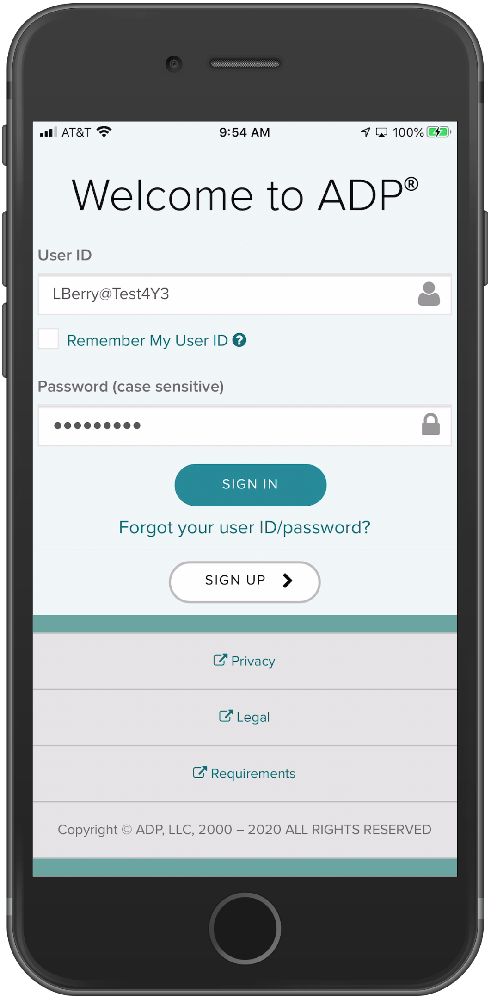 AT&T 9:54 AM 100%
Welcome to ADP®
User ID
LBerry@Test4Y3
Remember My User ID ?
Password (case sensitive)
•••••••••
SIGN IN
Forgot your user ID/password?
SIGN UP
Privacy
Legal
Requirements
Copyright © ADP, LLC, 2000 – 2020 ALL RIGHTS RESERVED